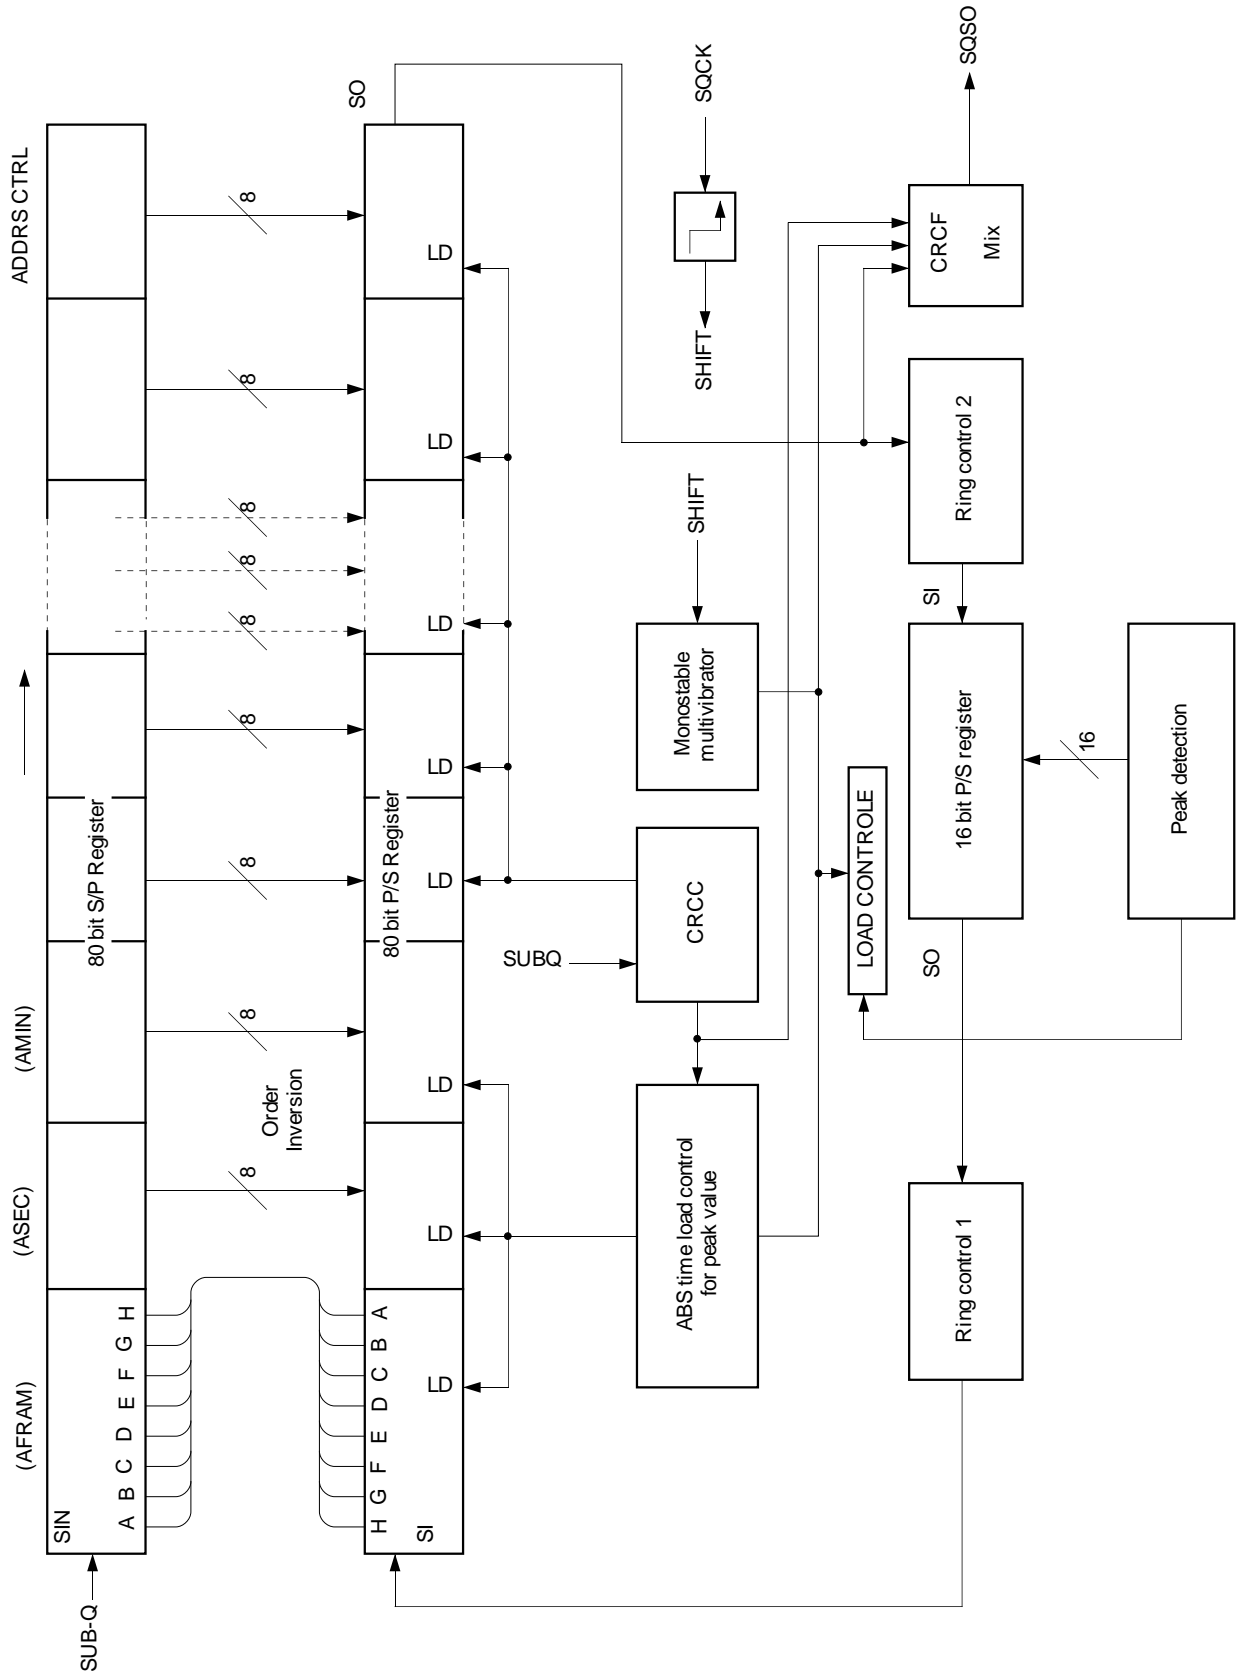 ADDRS CTRL
(AMIN)
(ASEC)
(AFRAM)
SUB-Q
SIN
A B C D E F G H
80 bit S/P Register
8
8
8
8
8
8
8
8
8
Order
Inversion
SO
80 bit P/S Register
H G F E D C B A
SI
LD
LD
LD
LD
LD
LD
LD
LD
SUBQ
CRCC
ABS time load control
for peak value
Monostable
multivibrator
SHIFT
SHIFT
SQCK
LOAD CONTROLE
CRCF
Mix
SQSO
Ring control 2
SI
16 bit P/S register
SO
16
Peak detection
Ring control 1